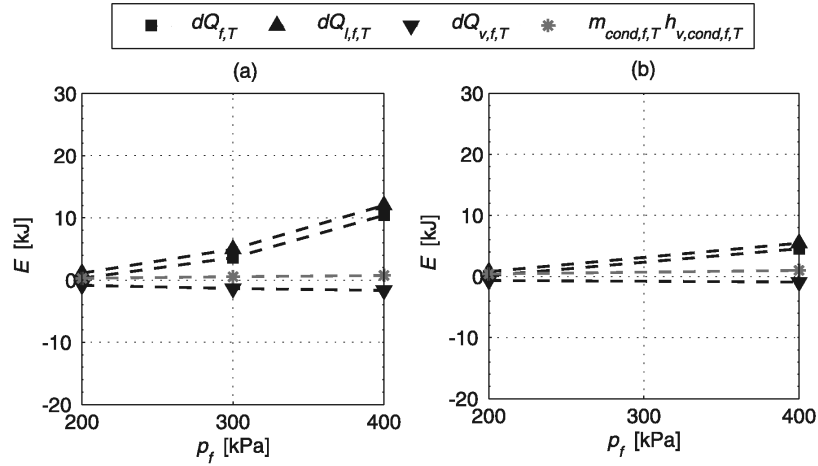 dQ_{f,T} dQ_{l,f,T} dQ_{v,f,T} m_{cond,f,T} h_{v,cond,f,T}
(a) (b)
30 30
20 20
10 10
0 0
-10 -10
-20 -20
E [kJ] E [kJ]
200 300 400 200 300 400
p_f [kPa] p_f [kPa]